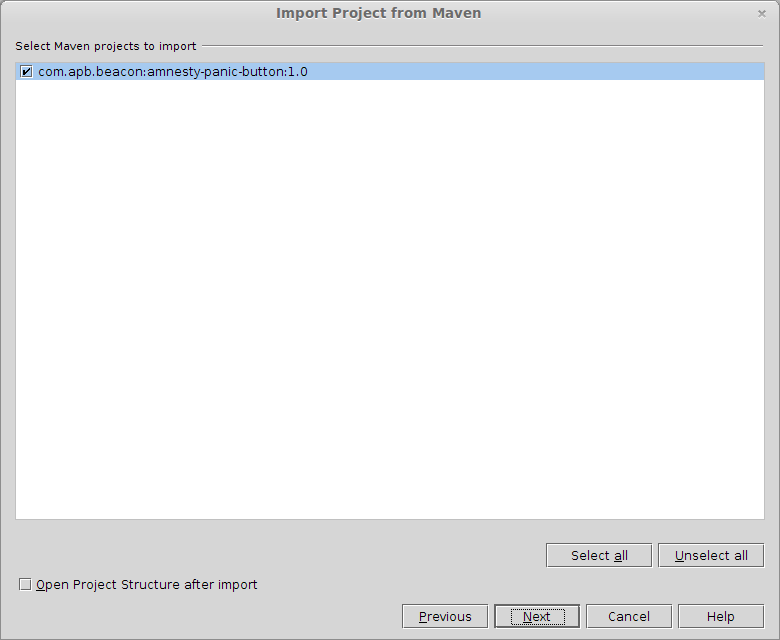 Import Project from Maven
Select Maven projects to import
com.apb.beacon:amnesty-panic-button:1.0
Select all Unselect all
Open Project Structure after import
Previous Next Cancel Help